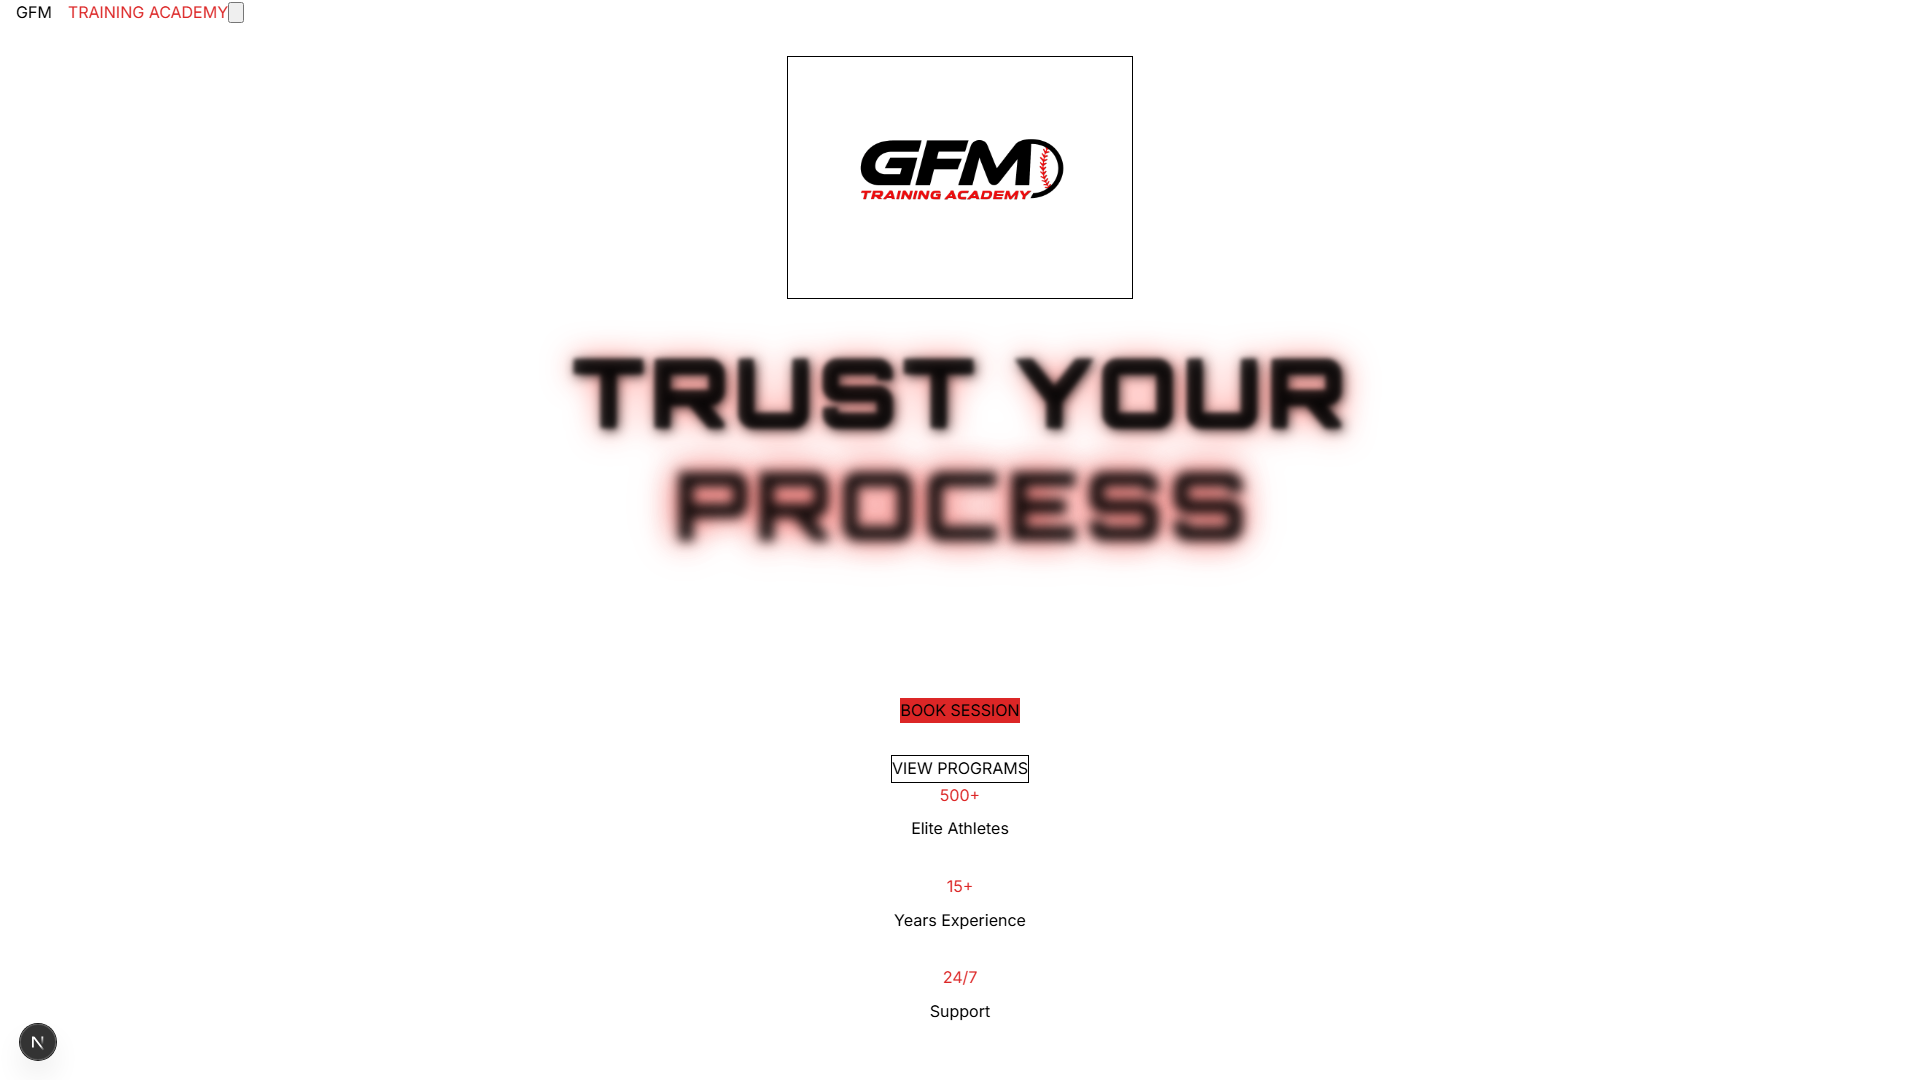 GFM TRAINING ACADEMY
GFM
TRAINING ACADEMY
TRUST YOUR
PROCESS
BOOK SESSION
VIEW PROGRAMS
500+
Elite Athletes
15+
Years Experience
24/7
Support
N